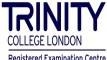 TRINITY
COLLEGE LONDON
Registered Examination Centre